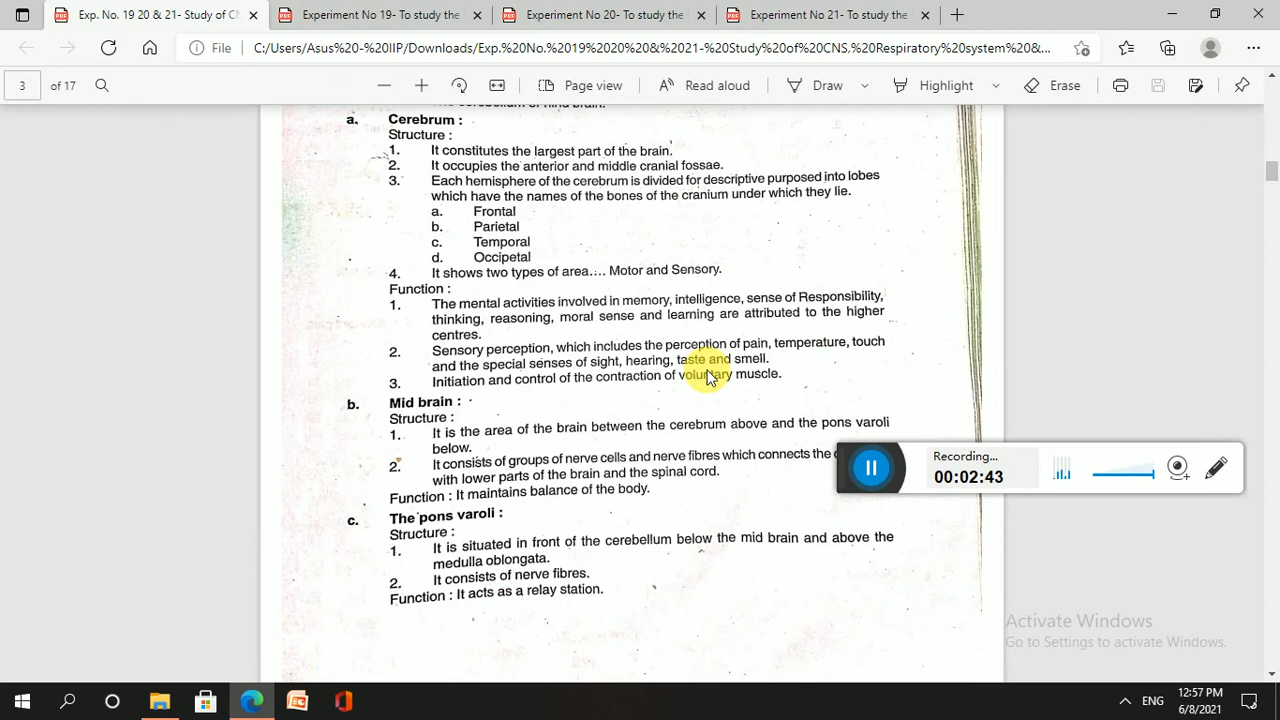 Exp. No. 19 20 & 21- Study of C
Experiment No 19- To study the
Experiment No 20- To study the
Experiment No 21- To study the
File
C:/Users/Asus%20-%20IIP/Downloads/Exp.%20No.%2019%2020%20&%2021-%20Study%20of%20CNS.%20Respiratory%20system%20&...
3 of 17
Page view
Read aloud
Draw
Highlight
Erase
The cerebellum of hind brain.
a. Cerebrum :
Structure :
1. It constitutes the largest part of the brain.
2. It occupies the anterior and middle cranial fossae.
3. Each hemisphere of the cerebrum is divided for descriptive purposed into lobes
which have the names of the bones of the cranium under which they lie.
a. Frontal
b. Parietal
c. Temporal
d. Occipetal
4. It shows two types of area.... Motor and Sensory.
Function :
1. The mental activities involved in memory, intelligence, sense of Responsibility,
thinking, reasoning, moral sense and learning are attributed to the higher
centres.
2. Sensory perception, which includes the perception of pain, temperature, touch
and the special senses of sight, hearing, taste and smell.
3. Initiation and control of the contraction of voluntary muscle.
b. Mid brain :
Structure :
1. It is the area of the brain between the cerebrum above and the pons varoli
below.
2. It consists of groups of nerve cells and nerve fibres which connects the
with lower parts of the brain and the spinal cord.
Function : It maintains balance of the body.
c. The pons varoli :
Structure :
1. It is situated in front of the cerebellum below the mid brain and above the
medulla oblongata.
2. It consists of nerve fibres.
Function : It acts as a relay station.
Recording...
00:02:43
Activate Windows
Go to Settings to activate Windows.
ENG
12:57 PM
6/8/2021